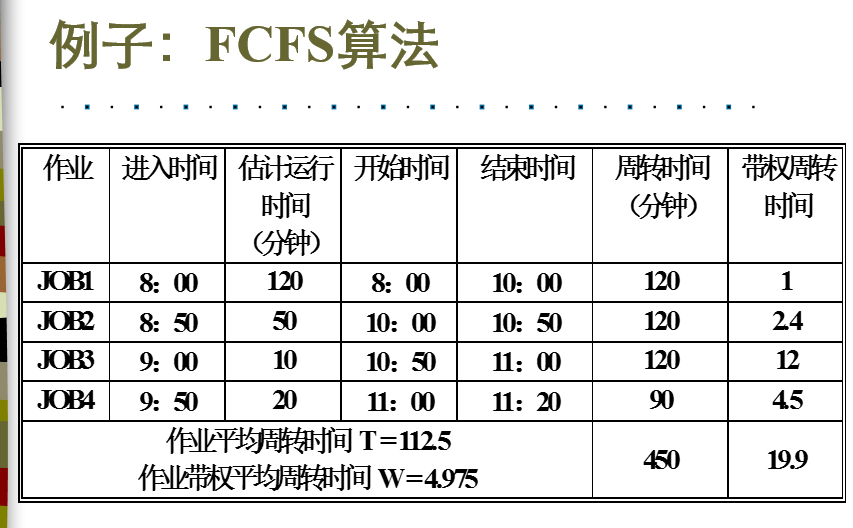 例子：FCFS算法
作业 进入时间 估计运行时间（分钟） 开始时间 结束时间 周转时间（分钟） 带权周转时间
JOB1 8：00 120 8：00 10：00 120 1
JOB2 8：50 50 10：00 10：50 120 2.4
JOB3 9：00 10 10：50 11：00 120 12
JOB4 9：50 20 11：00 11：20 90 4.5
作业平均周转时间 T=112.5
作业带权平均周转时间 W=4.975
450 19.9